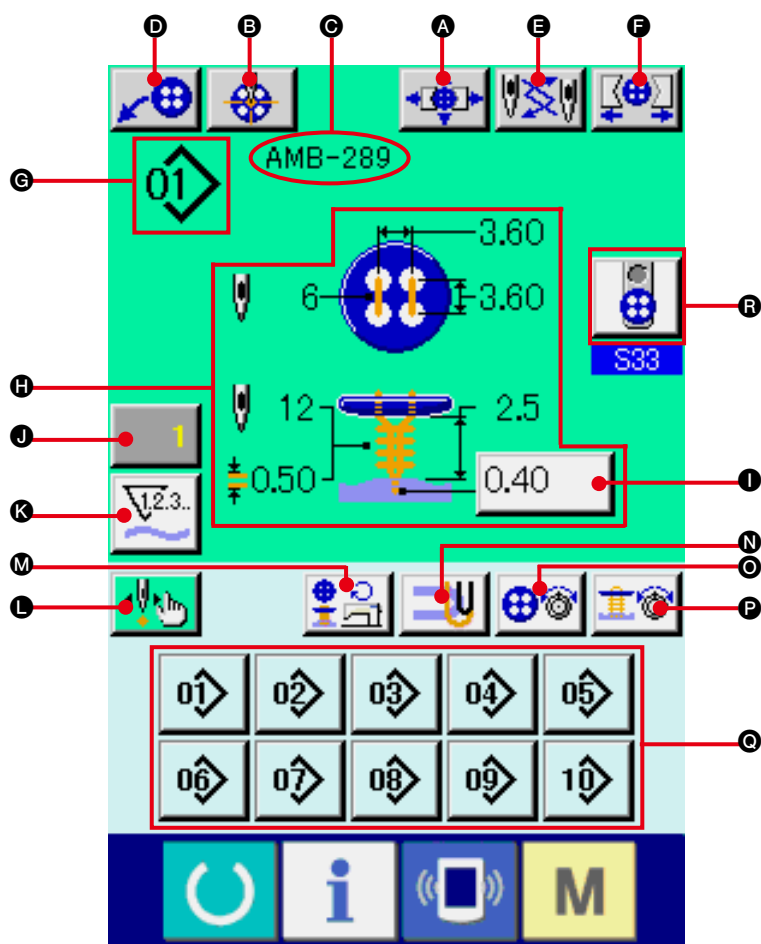 D B C A E F
AMB-289
G 01
3.60
6 3.60
R
S33
H
12 2.5
J 1
0.50 0.40 I
K 1.2.3..
N
M O
L P
01 02 03 04 05
Q
06 07 08 09 10
i M